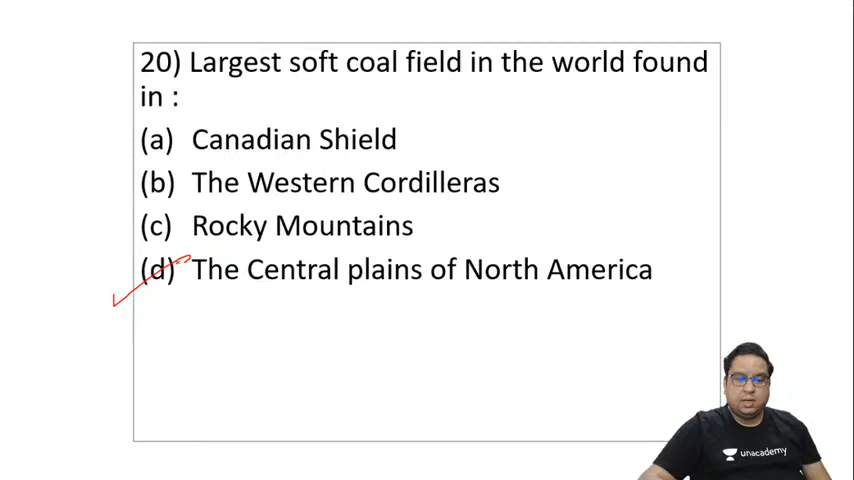 20) Largest soft coal field in the world found
in :
(a) Canadian Shield
(b) The Western Cordilleras
(c) Rocky Mountains
(d) The Central plains of North America
unacademy